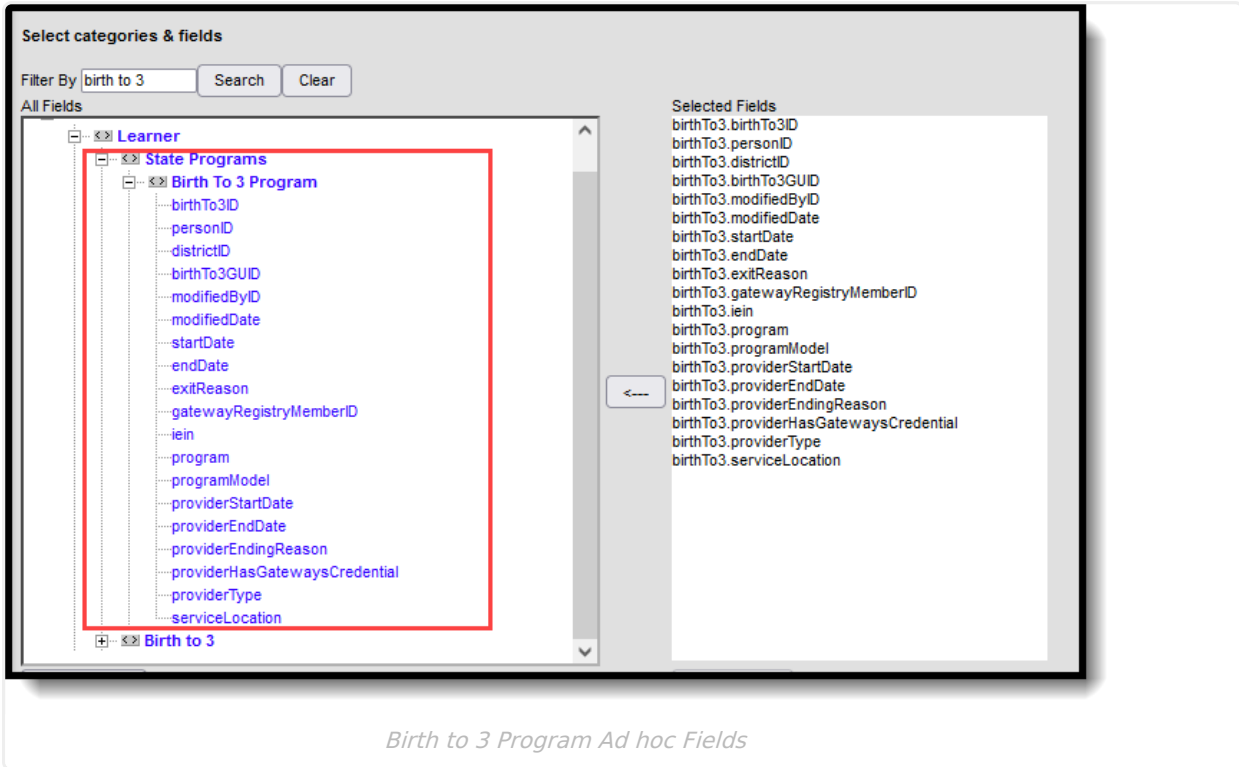 Select categories & fields
Filter By birth to 3 Search Clear
All Fields
Learner
State Programs
Birth To 3 Program
birthTo3ID
personID
districtID
birthTo3GUID
modifiedByID
modifiedDate
startDate
endDate
exitReason
gatewayRegistryMemberID
iein
program
programModel
providerStartDate
providerEndDate
providerEndingReason
providerHasGatewaysCredential
providerType
serviceLocation
Birth to 3
<---
Selected Fields
birthTo3.birthTo3ID
birthTo3.personID
birthTo3.districtID
birthTo3.birthTo3GUID
birthTo3.modifiedByID
birthTo3.modifiedDate
birthTo3.startDate
birthTo3.endDate
birthTo3.exitReason
birthTo3.gatewayRegistryMemberID
birthTo3.iein
birthTo3.program
birthTo3.programModel
birthTo3.providerStartDate
birthTo3.providerEndDate
birthTo3.providerEndingReason
birthTo3.providerHasGatewaysCredential
birthTo3.providerType
birthTo3.serviceLocation
Birth to 3 Program Ad hoc Fields